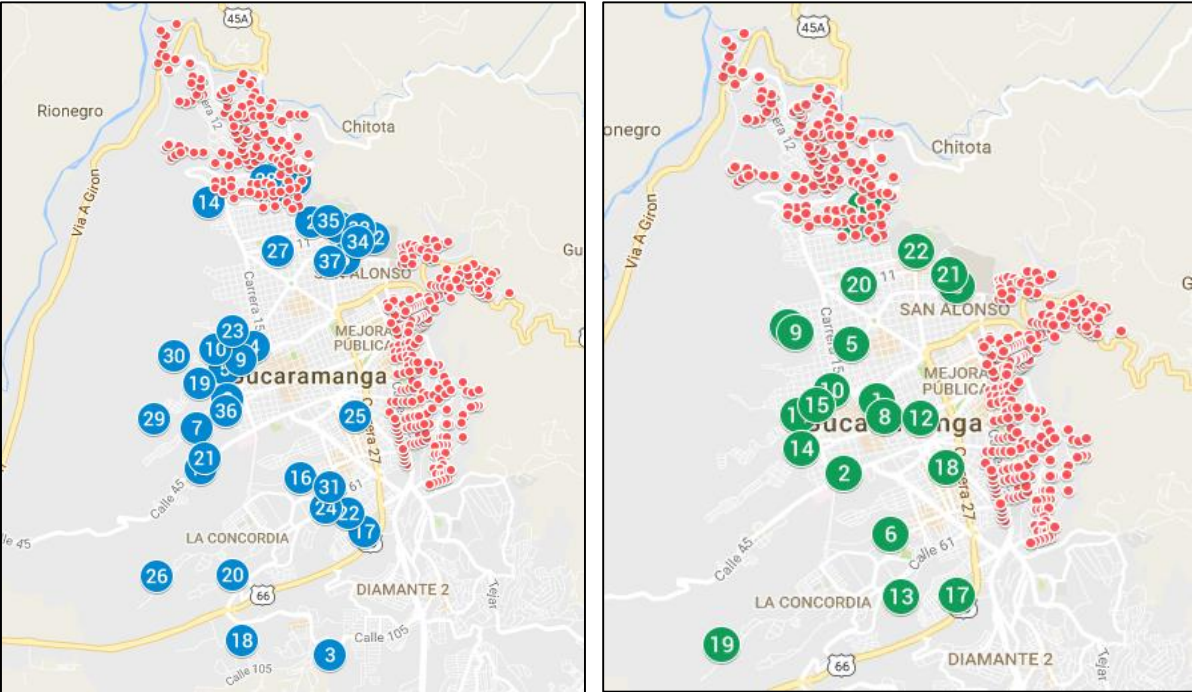 45A
Rionegro
Carrera 12
Chitota
Via A Giron
14
35
34
27
11
37
SAN ALONSO
Gu
Carrera 15
23
MEJORA
PÚBLICA
10
30
9
19
Bucaramanga
36
29
25
7
Carrera 27
21
16
31
61
24
22
Calle 45
17
LA CONCORDIA
26
20
66
DIAMANTE 2
Tejar
18
Calle 105
3
Calle 105
45A
onegro
Chitota
Via A Giron
22
21
20
11
SAN ALONSO
G
9
5
Carrera 15
MEJORA
PÚBLICA
10
15
8
12
Bucaramanga
14
2
18
Carrera 27
6
Calle 61
Calle 45
LA CONCORDIA
13
17
19
66
DIAMANTE 2
Tejar